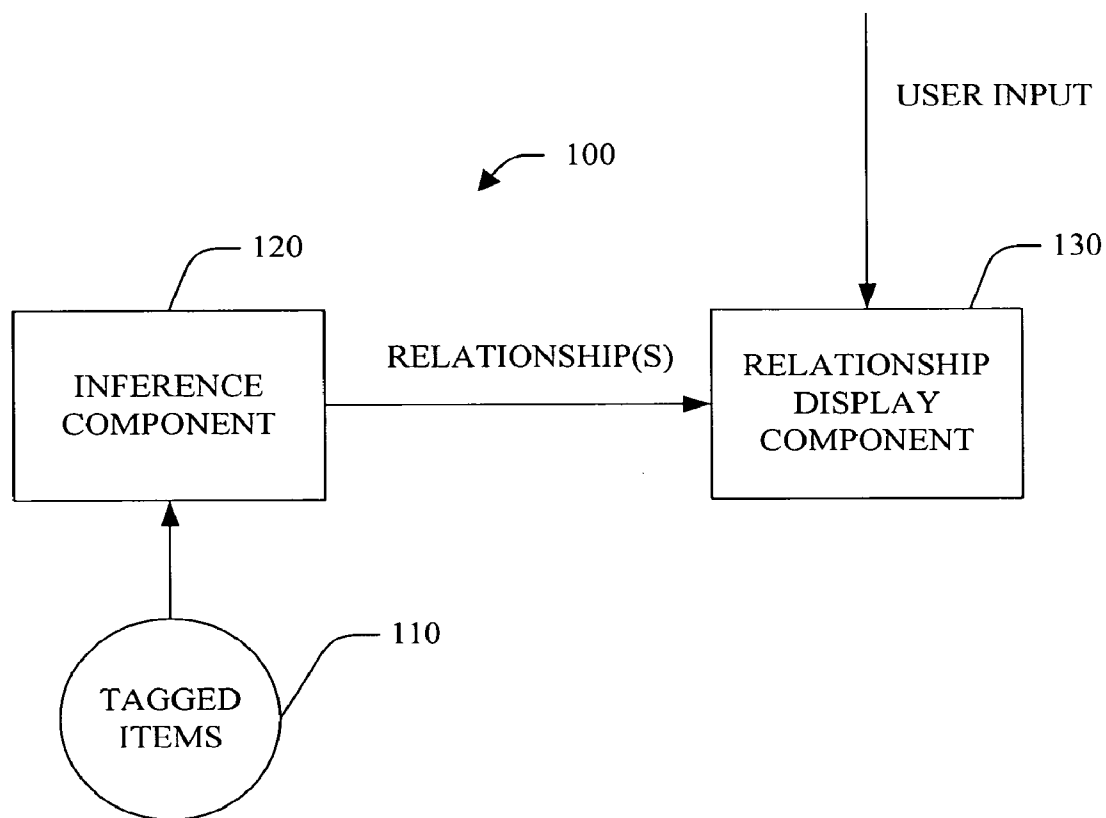 USER INPUT
100
120
130
INFERENCE
COMPONENT
RELATIONSHIP(S)
RELATIONSHIP
DISPLAY
COMPONENT
110
TAGGED
ITEMS